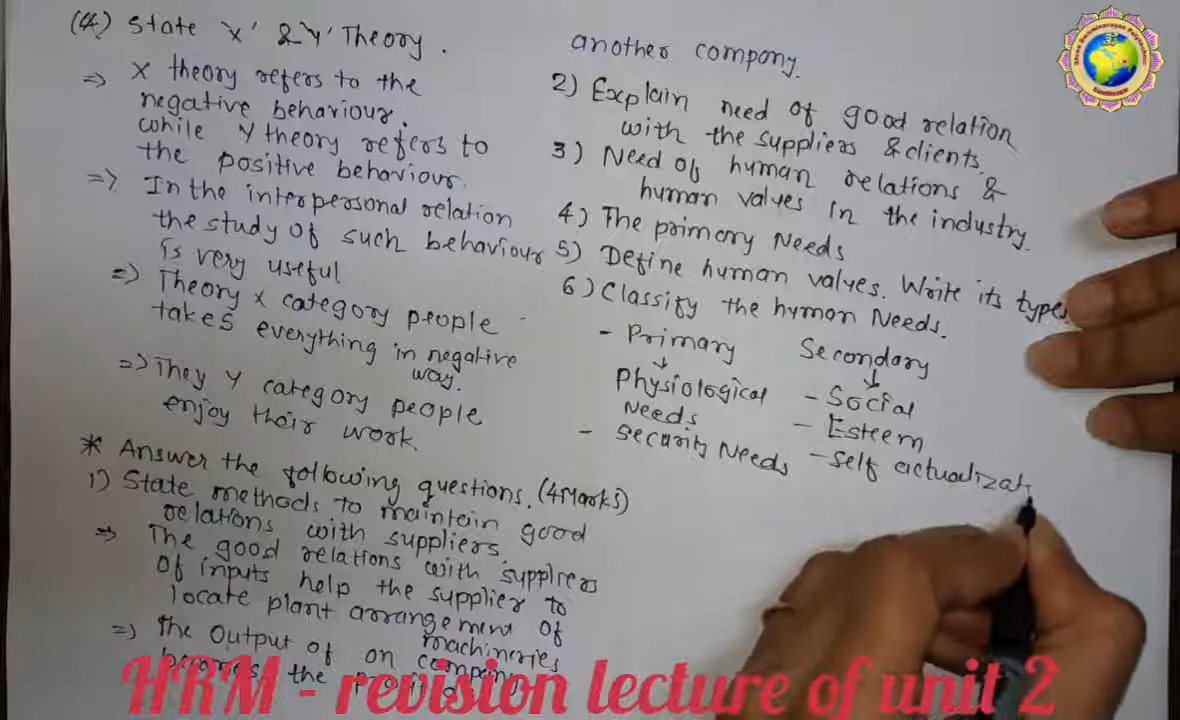 (4) State 'X' & 'Y' Theory.
=> X theory refers to the
negative behaviour.
while Y theory refers to
the positive behaviour.
=> In the interpersonal relation
the study of such behaviour
is very useful
=> Theory X category people
takes everything in negative
way.
=> They Y category people
enjoy their work.
* Answer the following questions. (4 Marks)
1) State methods to maintain good
relations with suppliers.
=> The good relations with suppliers
of inputs help the supplier to
locate plant arrangement of
machineries
=> the output of on company
becomes the
another company.
2) Explain need of good relation
with the suppliers & clients.
3) Need of human relations &
human values in the industry.
4) The primary Needs
5) Define human values. Write its types
6) Classify the human Needs.
- Primary Secondary
↓ ↓
Physiological - Social
Needs - Esteem
- Security Needs - Self actualizat
HRM - revision lecture of unit 2